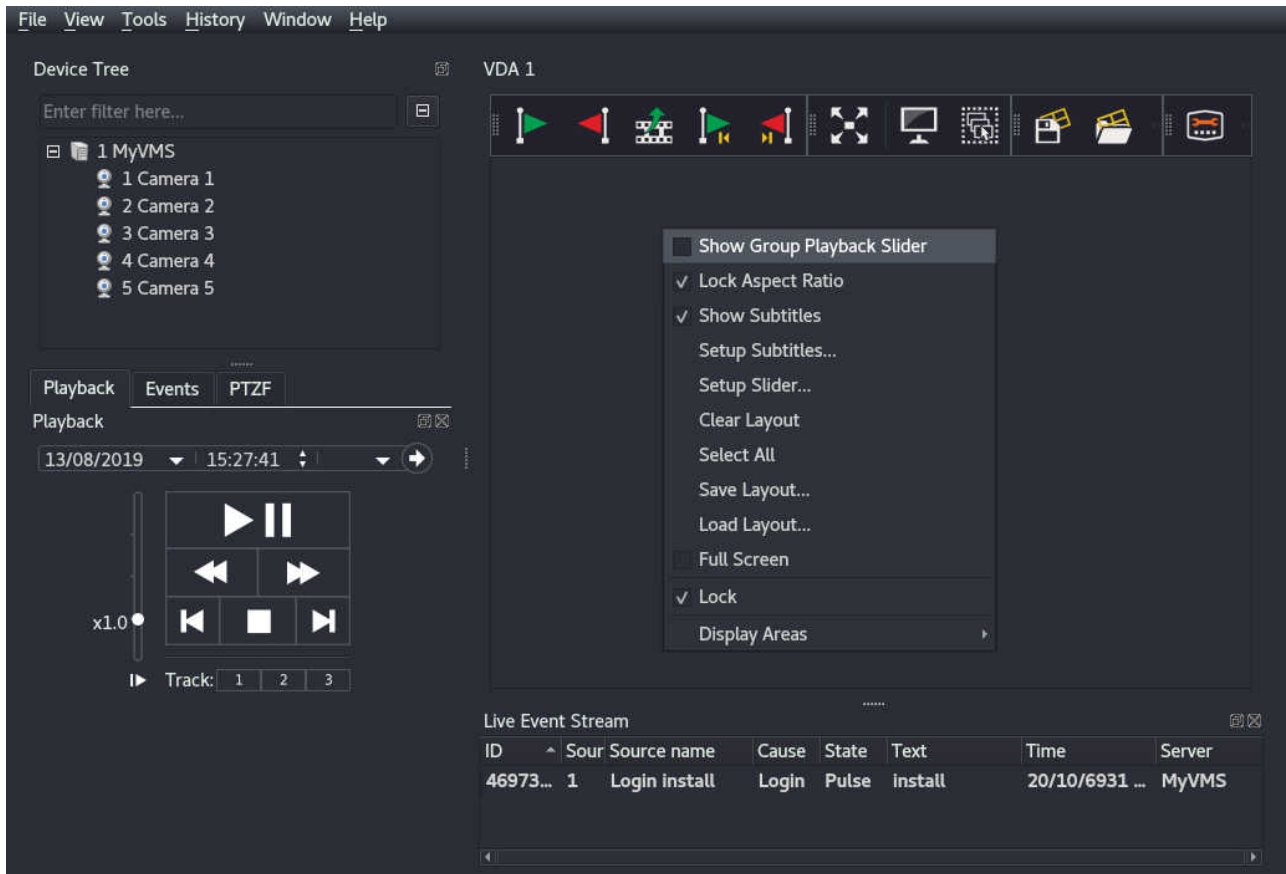 File View Tools History Window Help
Device Tree
Enter filter here...
1 MyVMS
1 Camera 1
2 Camera 2
3 Camera 3
4 Camera 4
5 Camera 5
Playback Events PTZF
Playback
13/08/2019 15:27:41
x1.0
Track: 1 2 3
VDA 1
Show Group Playback Slider
Lock Aspect Ratio
Show Subtitles
Setup Subtitles...
Setup Slider...
Clear Layout
Select All
Save Layout...
Load Layout...
Full Screen
Lock
Display Areas
Live Event Stream
ID Sour Source name Cause State Text Time Server
46973... 1 Login install Login Pulse install 20/10/6931 ... MyVMS